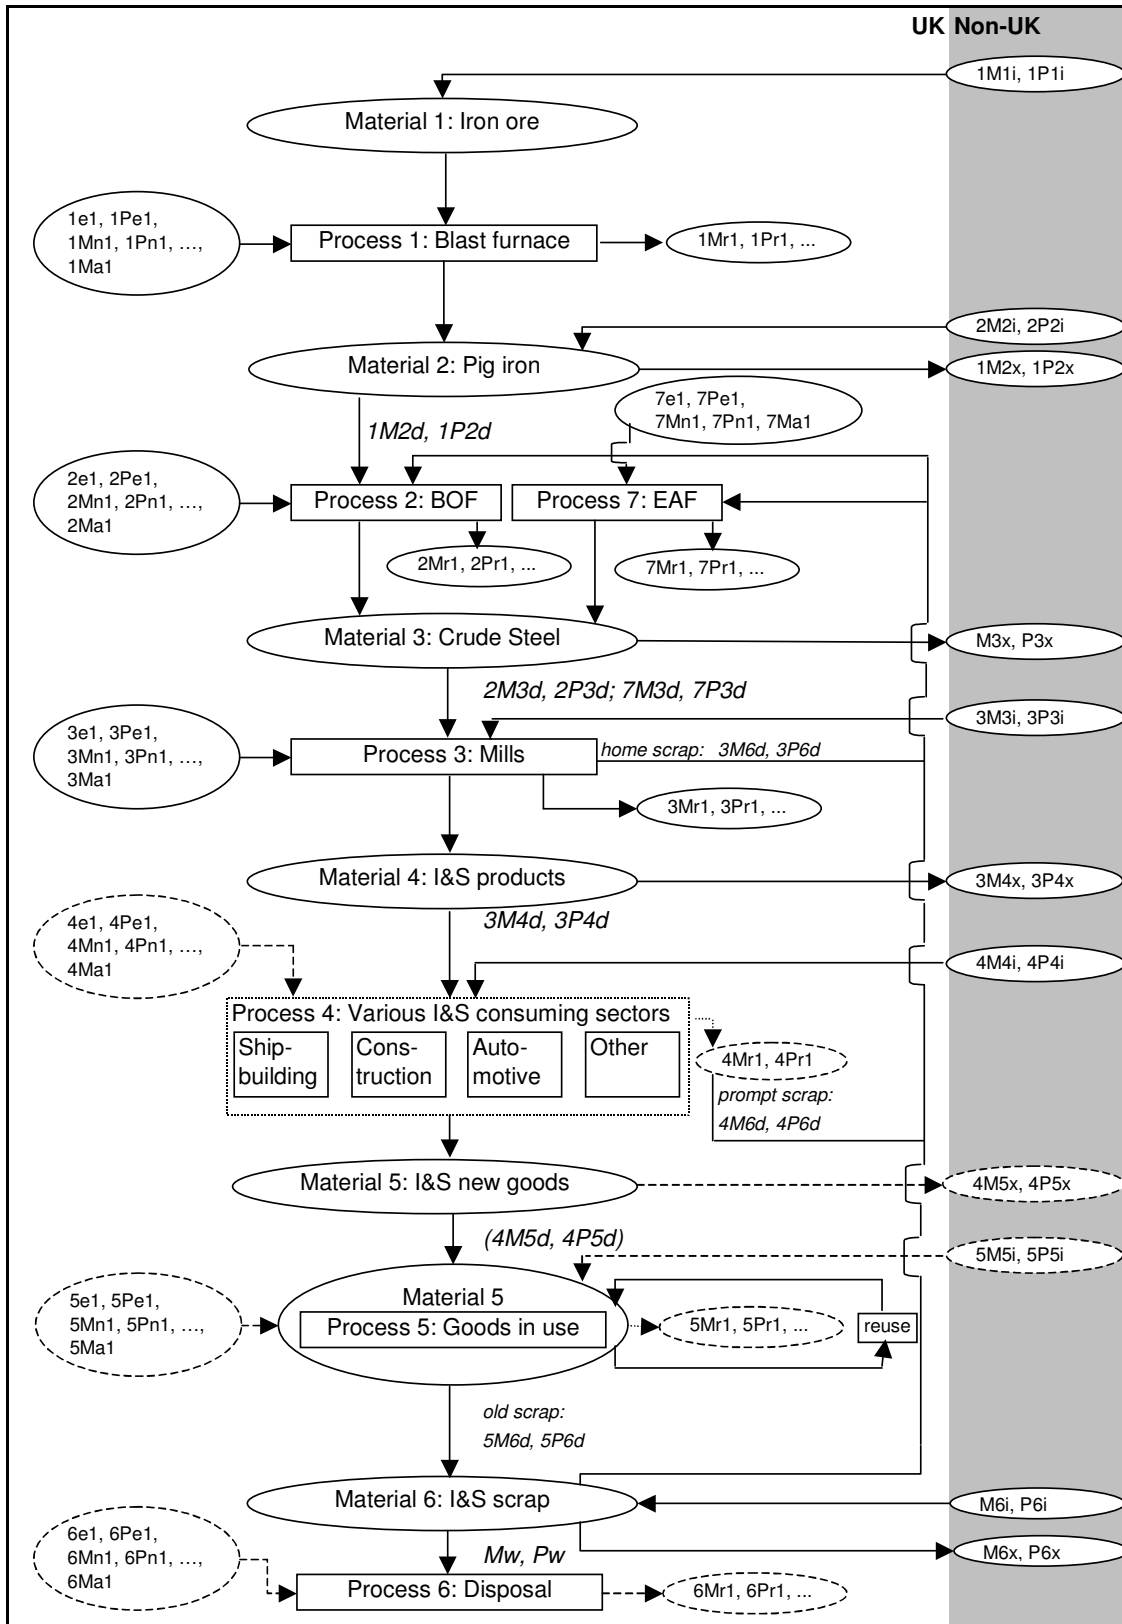 UK Non-UK
1M1i, 1P1i
Material 1: Iron ore
1e1, 1Pe1,
1Mn1, 1Pn1, ...,
1Ma1
Process 1: Blast furnace
1Mr1, 1Pr1, ...
2M2i, 2P2i
Material 2: Pig iron
1M2x, 1P2x
7e1, 7Pe1,
7Mn1, 7Pn1, 7Ma1
1M2d, 1P2d
2e1, 2Pe1,
2Mn1, 2Pn1, ...,
2Ma1
Process 2: BOF
Process 7: EAF
2Mr1, 2Pr1, ...
7Mr1, 7Pr1, ...
Material 3: Crude Steel
M3x, P3x
2M3d, 2P3d; 7M3d, 7P3d
3M3i, 3P3i
3e1, 3Pe1,
3Mn1, 3Pn1, ...,
3Ma1
Process 3: Mills
home scrap: 3M6d, 3P6d
3Mr1, 3Pr1, ...
Material 4: I&S products
3M4x, 3P4x
3M4d, 3P4d
4e1, 4Pe1,
4Mn1, 4Pn1, ...,
4Ma1
4M4i, 4P4i
Process 4: Various I&S consuming sectors
Ship-
building
Cons-
truction
Auto-
motive
Other
4Mr1, 4Pr1
prompt scrap:
4M6d, 4P6d
Material 5: I&S new goods
4M5x, 4P5x
(4M5d, 4P5d)
5M5i, 5P5i
5e1, 5Pe1,
5Mn1, 5Pn1, ...,
5Ma1
Material 5
Process 5: Goods in use
5Mr1, 5Pr1, ...
reuse
old scrap:
5M6d, 5P6d
Material 6: I&S scrap
M6i, P6i
6e1, 6Pe1,
6Mn1, 6Pn1, ...,
6Ma1
Mw, Pw
M6x, P6x
Process 6: Disposal
6Mr1, 6Pr1, ...